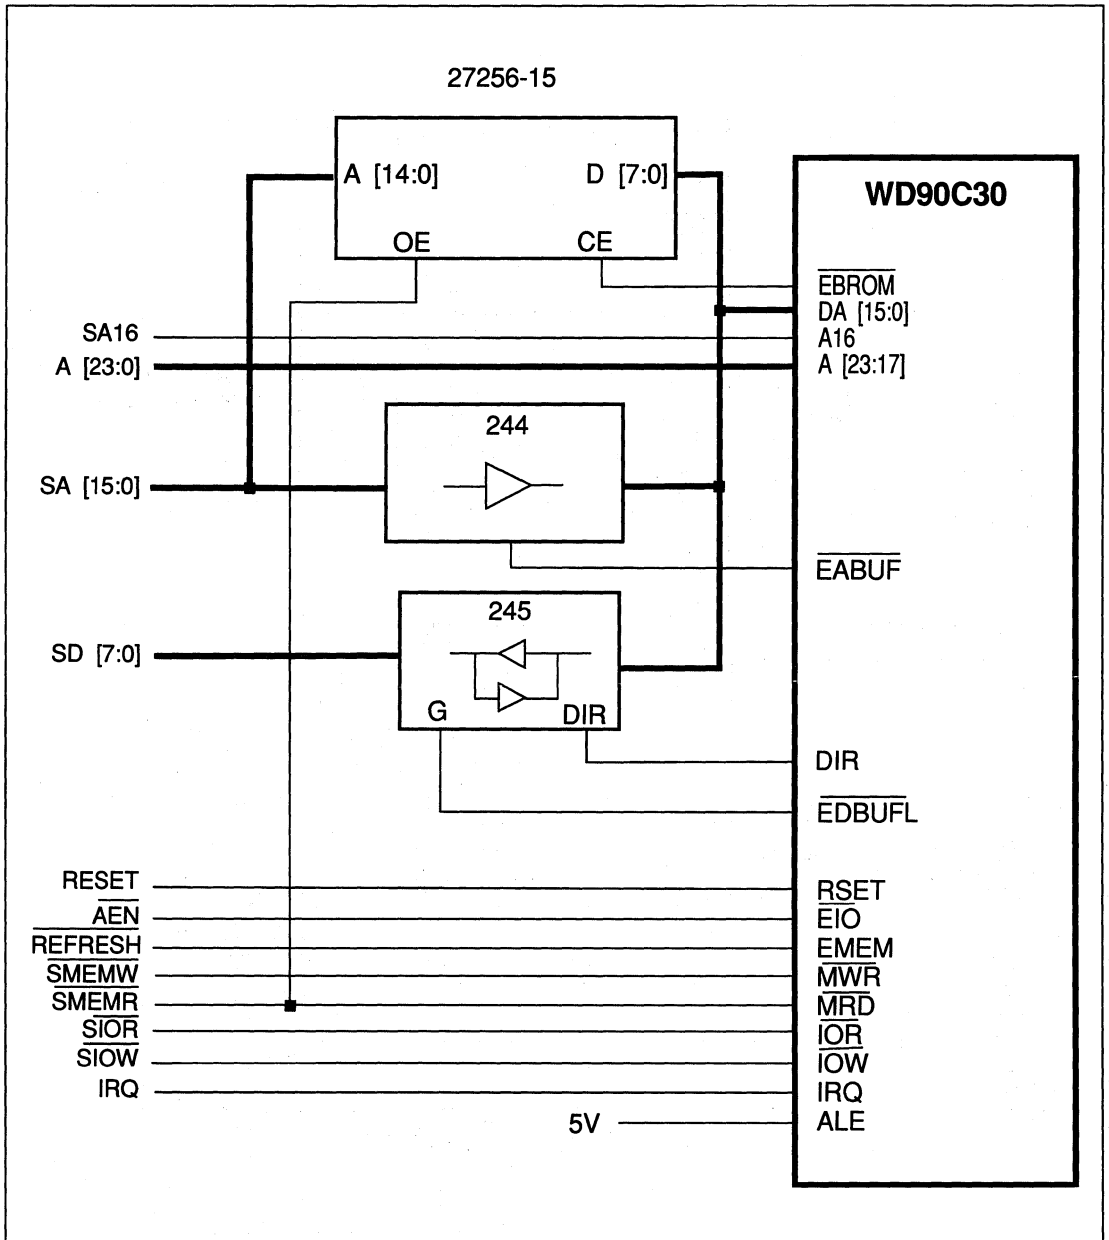 27256-15
A [14:0] D [7:0]
OE CE
WD90C30
EBROM
DA [15:0]
SA16 A16
A [23:0] A [23:17]
244
SA [15:0]
EABUF
245
SD [7:0]
G DIR
DIR
EDBUFL
RESET RSET
AEN EIO
REFRESH EMEM
SMEMW MWR
SMEMR MRD
SIOR IOR
SIOW IOW
IRQ IRQ
5V ALE